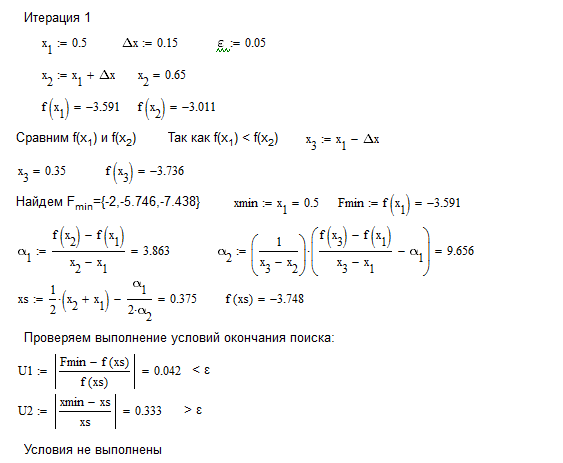 Итерация 1
x₁ := 0.5 Δx := 0.15 ε := 0.05
x₂ := x₁ + Δx x₂ = 0.65
f(x₁) = −3.591 f(x₂) = −3.011
Сравним f(x₁) и f(x₂) Так как f(x₁) < f(x₂) x₃ := x₁ − Δx
x₃ = 0.35 f(x₃) = −3.736
Найдем Fmin={-2,-5.746,-7.438} xmin := x₁ = 0.5 Fmin := f(x₁) = −3.591
α₁ := (f(x₂) − f(x₁))/(x₂ − x₁) = 3.863 α₂ := (1/(x₃ − x₂))·((f(x₃) − f(x₁))/(x₃ − x₁) − α₁) = 9.656
xs := 1/2·(x₂ + x₁) − α₁/(2·α₂) = 0.375 f(xs) = −3.748
Проверяем выполнение условий окончания поиска:
U1 := |(Fmin − f(xs))/f(xs)| = 0.042 < ε
U2 := |(xmin − xs)/xs| = 0.333 > ε
Условия не выполнены